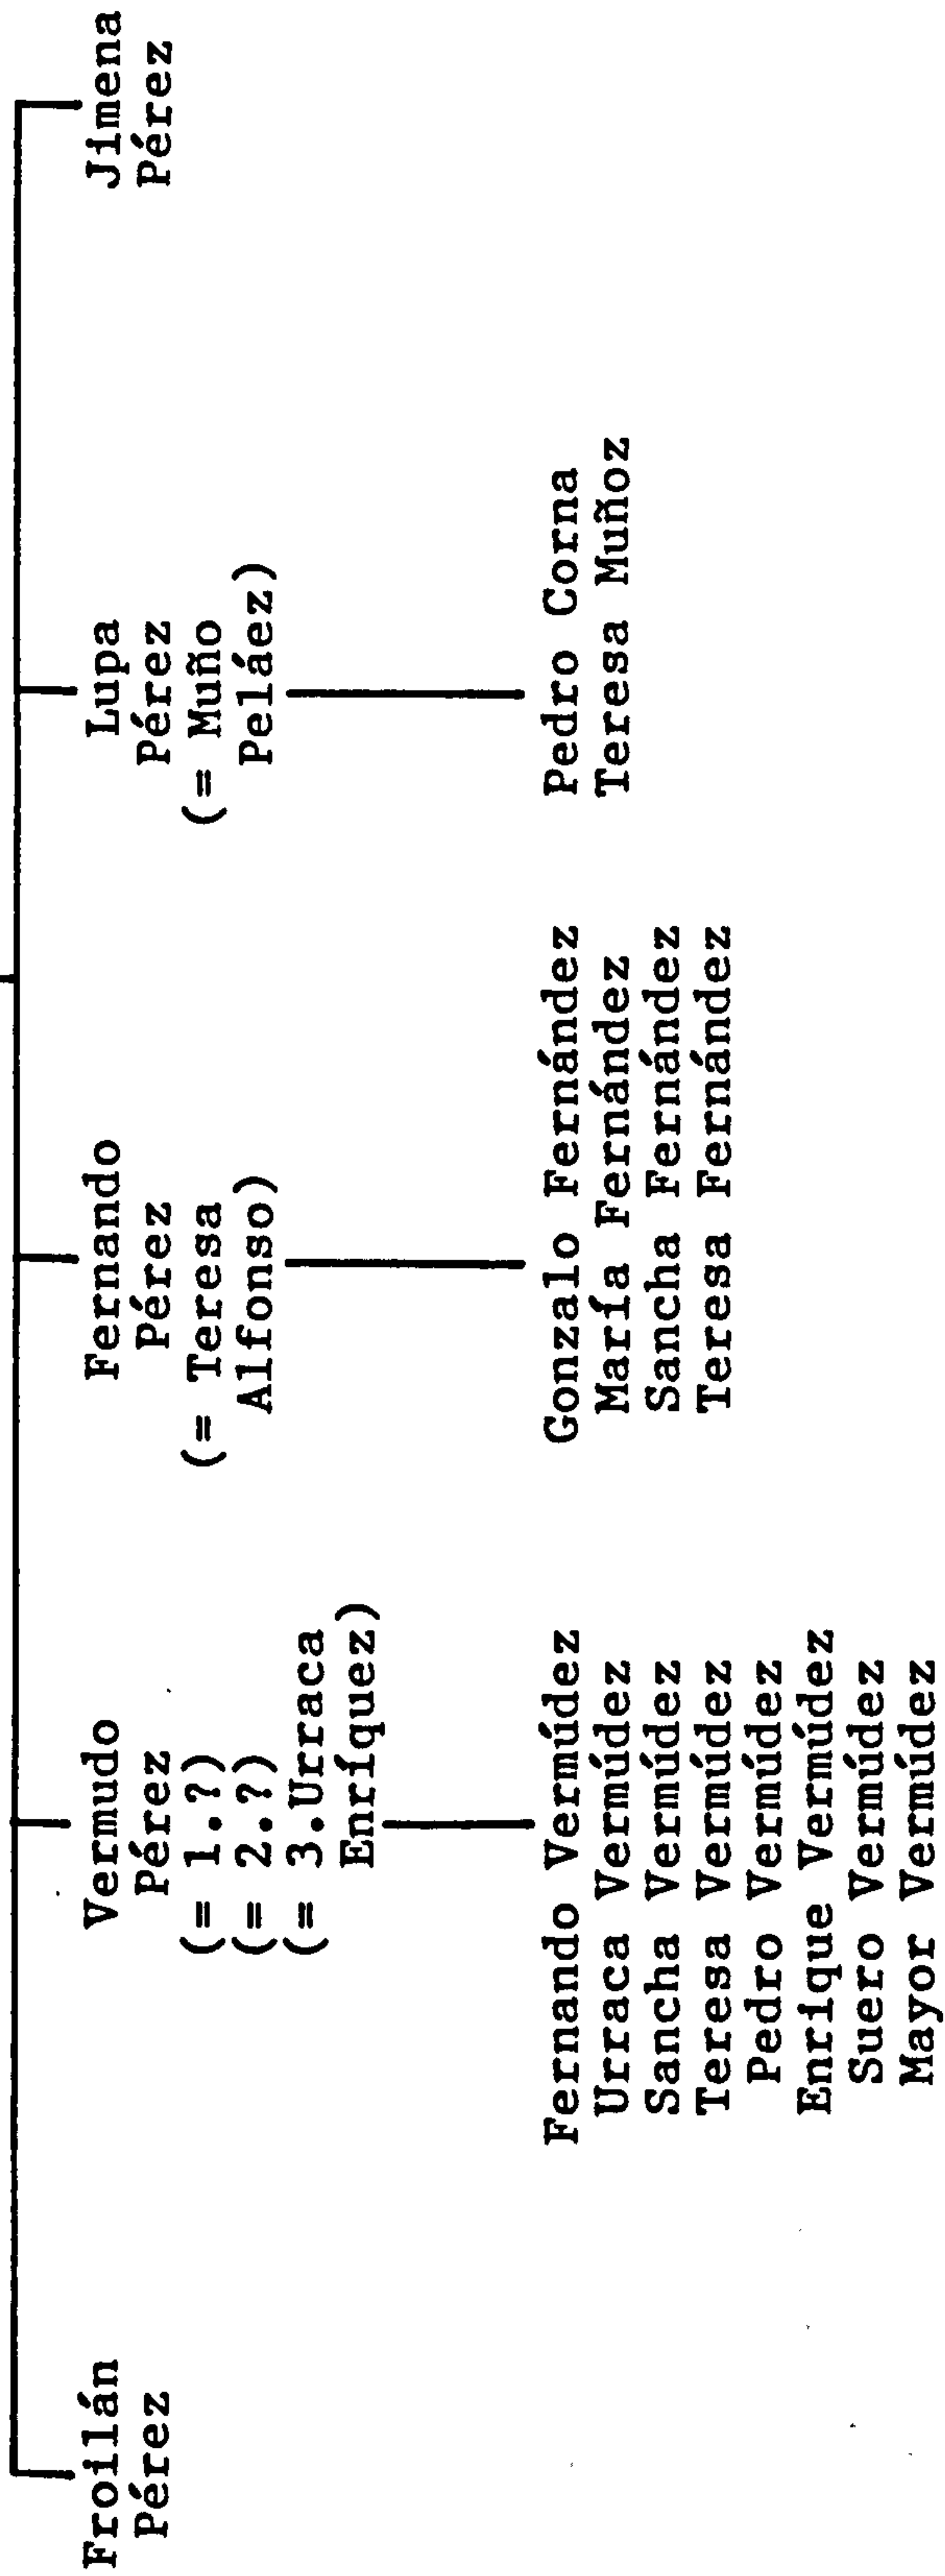 Froilán
Pérez
Vermudo
Pérez
(= 1.?)
(= 2.?)
(= 3.Urraca
Enríquez)
Fernando Vermúdez
Urraca Vermúdez
Sancha Vermúdez
Teresa Vermúdez
Pedro Vermúdez
Enrique Vermúdez
Suero Vermúdez
Mayor Vermúdez
Fernando
Pérez
(= Teresa
Alfonso)
Gonzalo Fernández
María Fernández
Sancha Fernández
Teresa Fernández
Lupa
Pérez
(= Muño
Peláez)
Pedro Corna
Teresa Muñoz
Jimena
Pérez